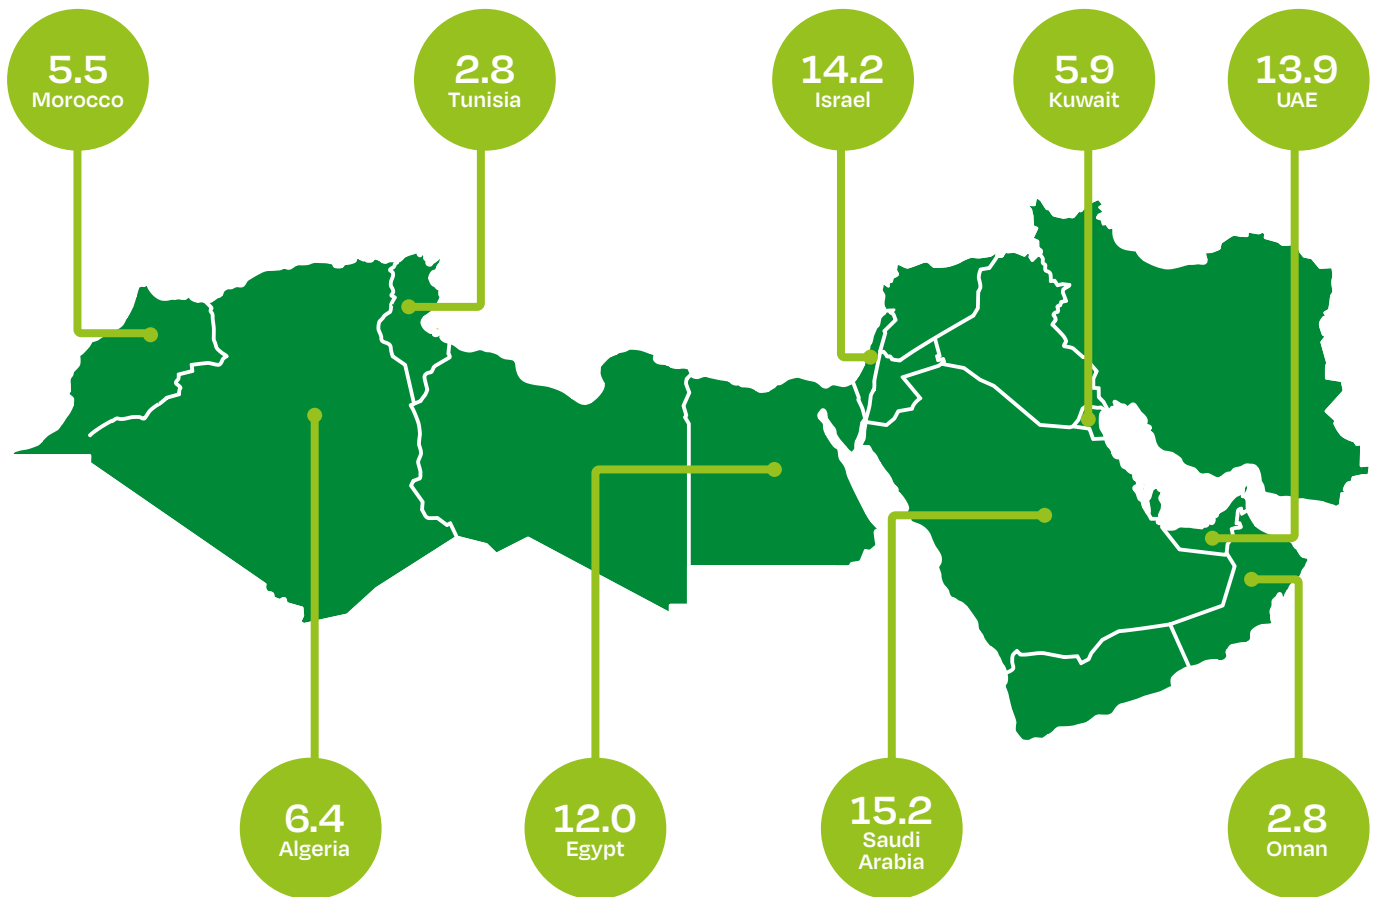 5.5
Morocco
2.8
Tunisia
14.2
Israel
5.9
Kuwait
13.9
UAE
6.4
Algeria
12.0
Egypt
15.2
Saudi
Arabia
2.8
Oman